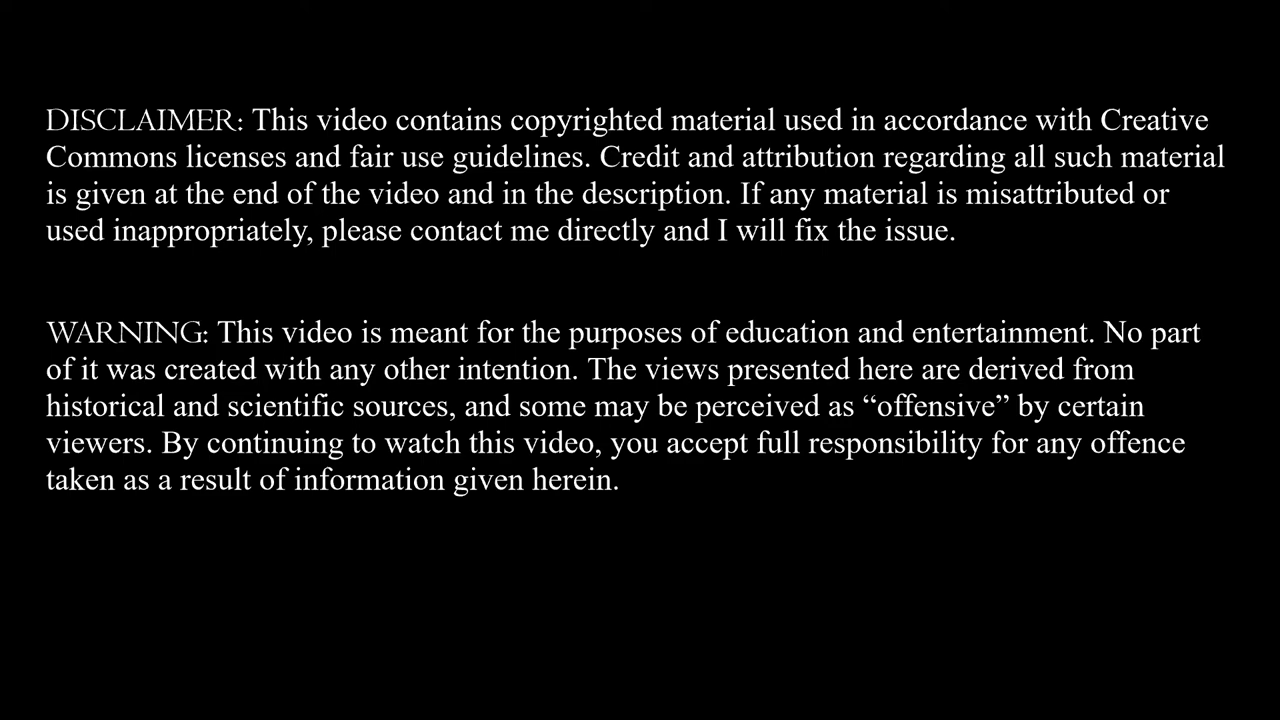 DISCLAIMER: This video contains copyrighted material used in accordance with Creative
Commons licenses and fair use guidelines. Credit and attribution regarding all such material
is given at the end of the video and in the description. If any material is misattributed or
used inappropriately, please contact me directly and I will fix the issue.
WARNING: This video is meant for the purposes of education and entertainment. No part
of it was created with any other intention. The views presented here are derived from
historical and scientific sources, and some may be perceived as “offensive” by certain
viewers. By continuing to watch this video, you accept full responsibility for any offence
taken as a result of information given herein.